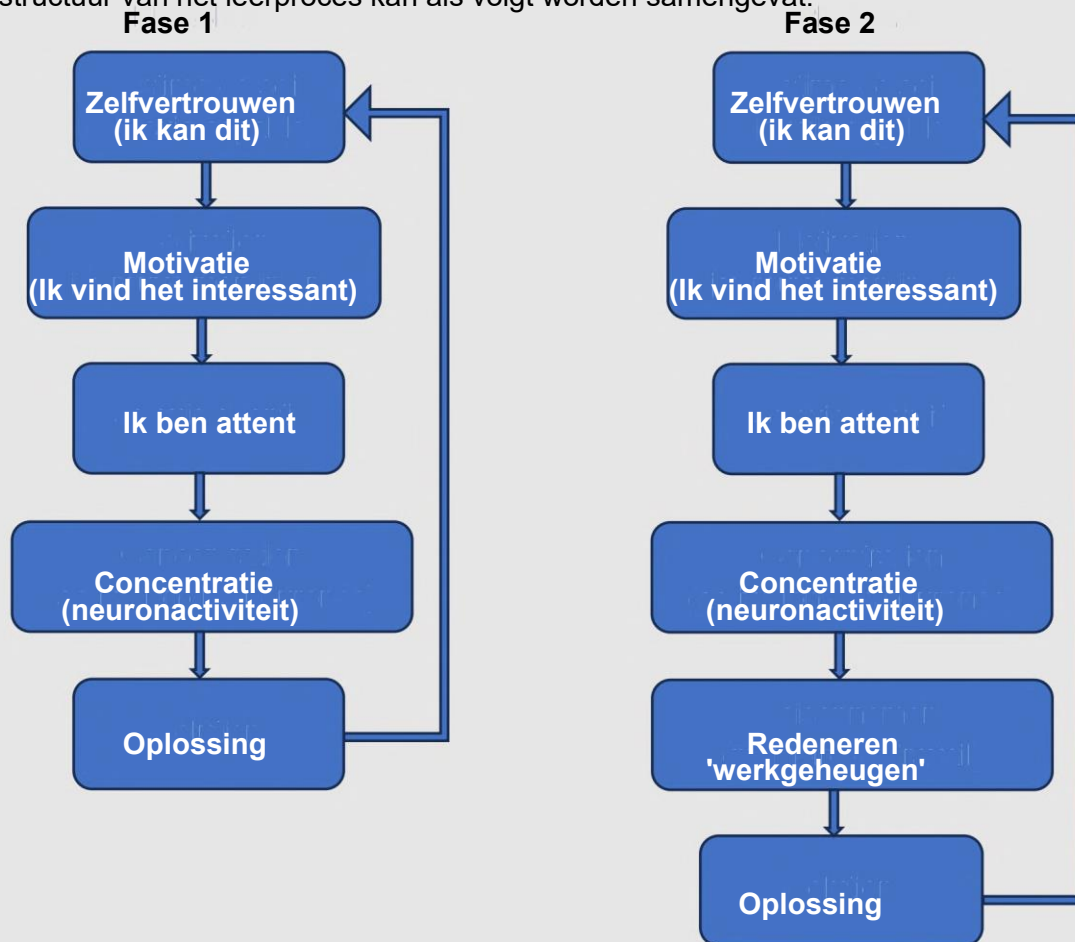 structuur van het leerproces kan als volgt worden samengevat:
Fase 1
Zelfvertrouwen
(ik kan dit)
Motivatie
(Ik vind het interessant)
Ik ben attent
Concentratie
(neuronactiviteit)
Oplossing
Fase 2
Zelfvertrouwen
(ik kan dit)
Motivatie
(Ik vind het interessant)
Ik ben attent
Concentratie
(neuronactiviteit)
Redeneren
'werkgeheugen'
Oplossing